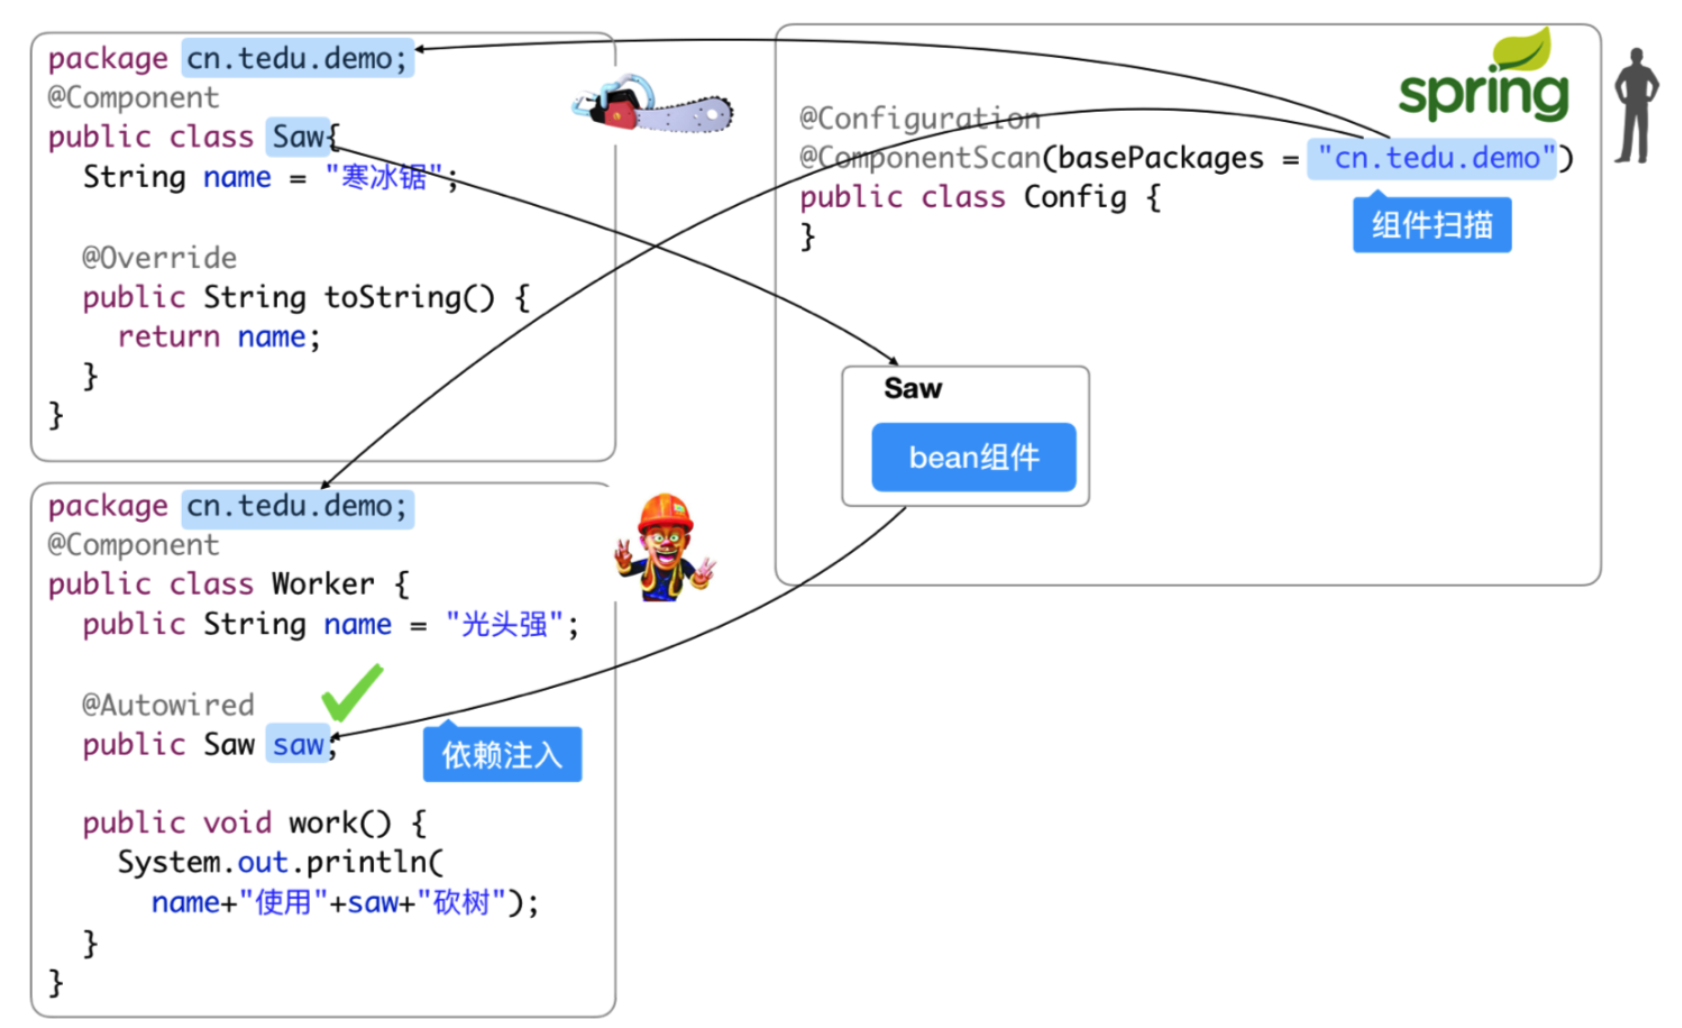 package cn.tedu.demo;
@Component
public class Saw{
String name = "寒冰锯";
@Override
public String toString() {
return name;
}
}
package cn.tedu.demo;
@Component
public class Worker {
public String name = "光头强";
@Autowired
public Saw saw;
依赖注入
public void work() {
System.out.println(
name+"使用"+saw+"砍树");
}
}
spring
@Configuration
@ComponentScan(basePackages = "cn.tedu.demo")
public class Config {
}
组件扫描
Saw
bean组件